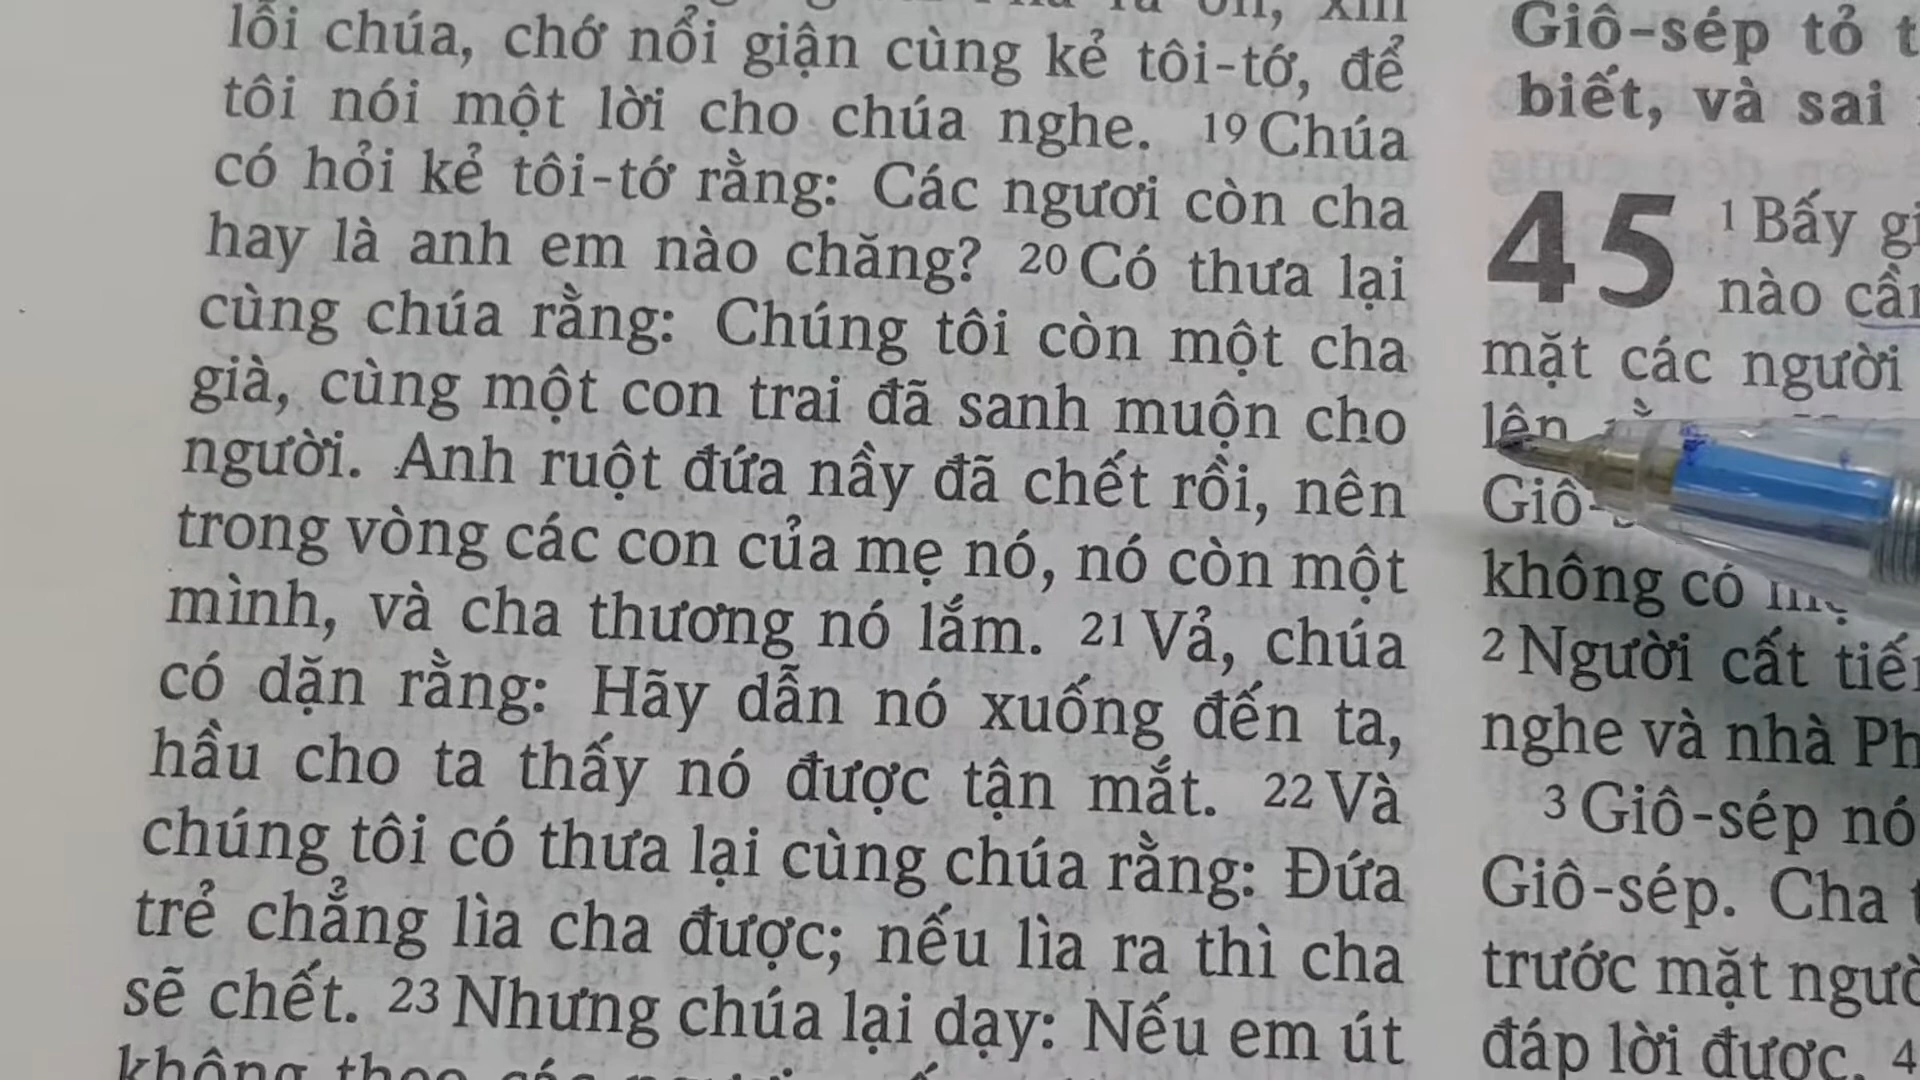 lỗi chúa, chớ nổi giận cùng kẻ tôi-tớ, để
tôi nói một lời cho chúa nghe. 19 Chúa
có hỏi kẻ tôi-tớ rằng: Các ngươi còn cha
hay là anh em nào chăng? 20 Có thưa lại
cùng chúa rằng: Chúng tôi còn một cha
già, cùng một con trai đã sanh muộn cho
người. Anh ruột đứa nầy đã chết rồi, nên
trong vòng các con của mẹ nó, nó còn một
mình, và cha thương nó lắm. 21 Vả, chúa
có dặn rằng: Hãy dẫn nó xuống đến ta,
hầu cho ta thấy nó được tận mắt. 22 Và
chúng tôi có thưa lại cùng chúa rằng: Đứa
trẻ chẳng lìa cha được; nếu lìa ra thì cha
sẽ chết. 23 Nhưng chúa lại dạy: Nếu em út
không theo các
Giô-sép tỏ
biết, và sai
45 1 Bấy
nào
mặt các người
lên
không có
2 Người cất
nghe và nhà
3 Giô-sép
Giô-sép. Cha
trước mặt
đáp lời được. 4